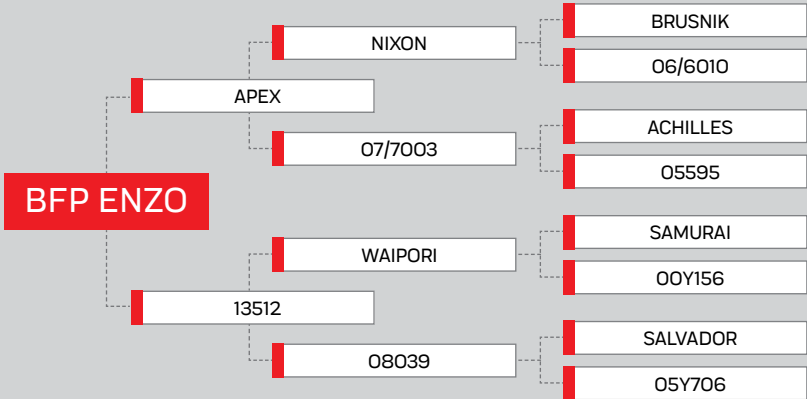 BRUSNIK
NIXON
06/6010
APEX
ACHILLES
07/7003
05595
BFP ENZO
SAMURAI
WAIPORI
00Y156
13512
SALVADOR
08039
05Y706